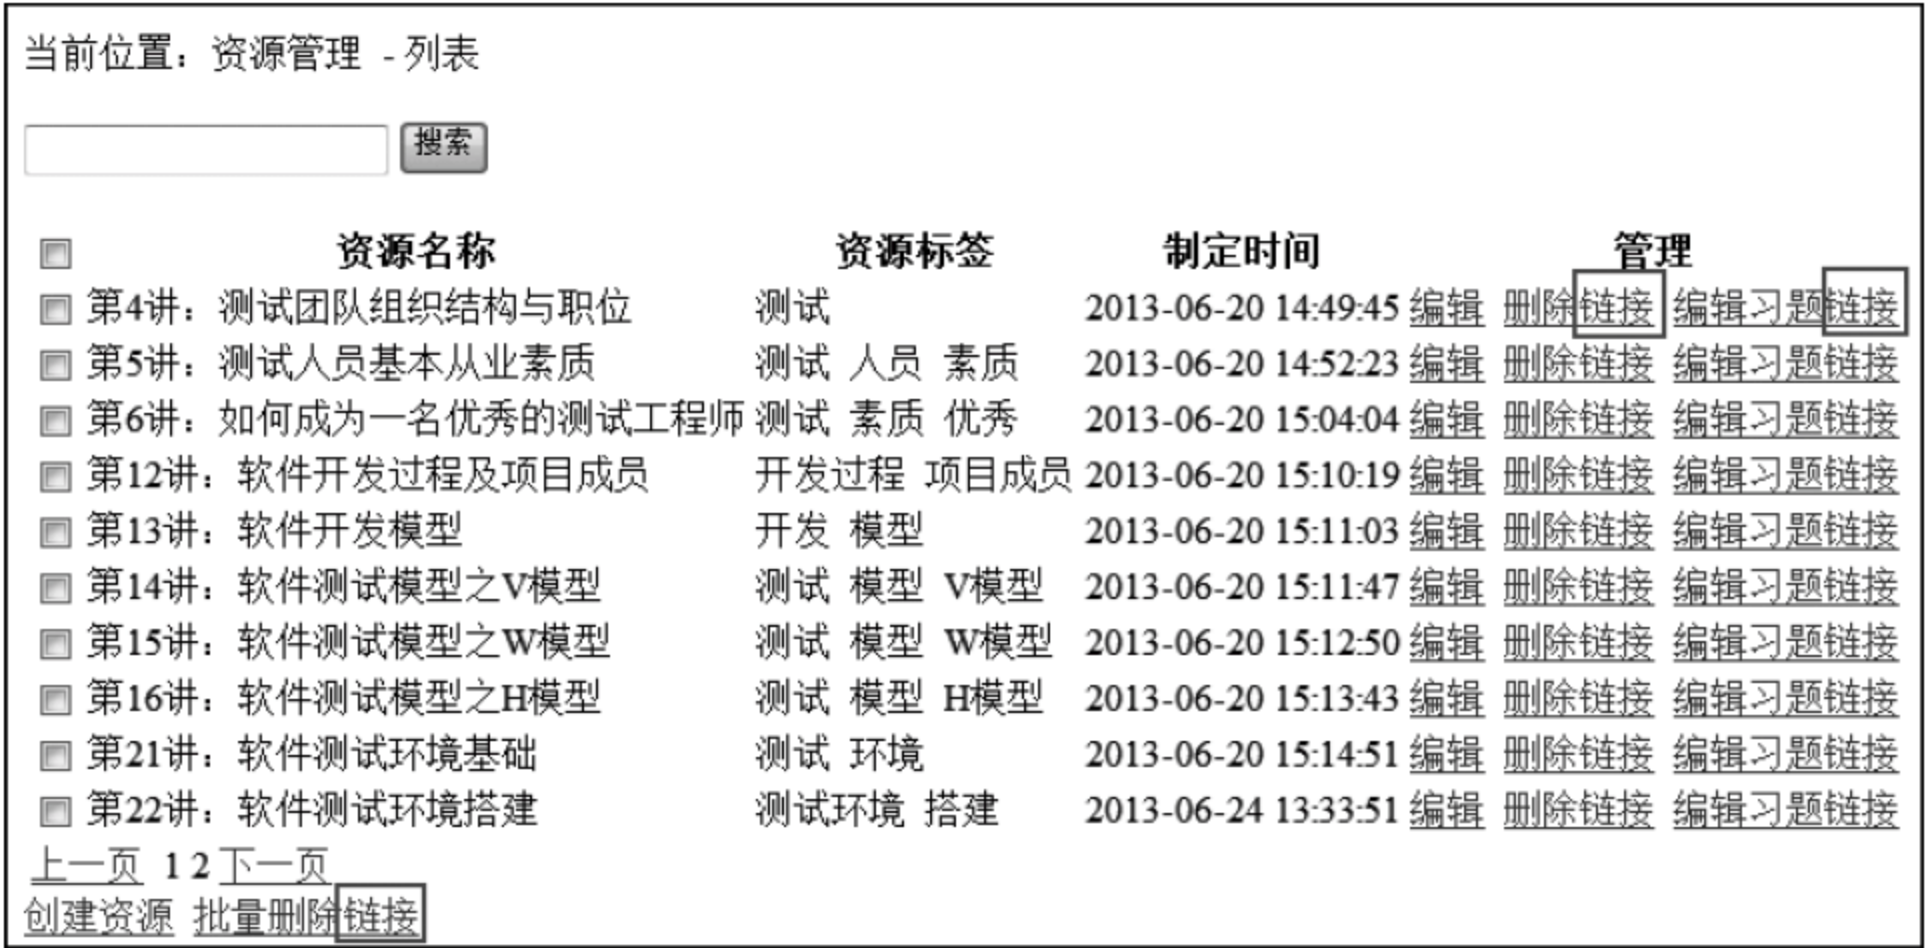 当前位置：资源管理 - 列表
搜索
资源名称 资源标签 制定时间 管理
第4讲：测试团队组织结构与职位 测试 2013-06-20 14:49:45 编辑 删除链接 编辑习题链接
第5讲：测试人员基本从业素质 测试 人员 素质 2013-06-20 14:52:23 编辑 删除链接 编辑习题链接
第6讲：如何成为一名优秀的测试工程师 测试 素质 优秀 2013-06-20 15:04:04 编辑 删除链接 编辑习题链接
第12讲：软件开发过程及项目成员 开发过程 项目成员 2013-06-20 15:10:19 编辑 删除链接 编辑习题链接
第13讲：软件开发模型 开发 模型 2013-06-20 15:11:03 编辑 删除链接 编辑习题链接
第14讲：软件测试模型之V模型 测试 模型 V模型 2013-06-20 15:11:47 编辑 删除链接 编辑习题链接
第15讲：软件测试模型之W模型 测试 模型 W模型 2013-06-20 15:12:50 编辑 删除链接 编辑习题链接
第16讲：软件测试模型之H模型 测试 模型 H模型 2013-06-20 15:13:43 编辑 删除链接 编辑习题链接
第21讲：软件测试环境基础 测试 环境 2013-06-20 15:14:51 编辑 删除链接 编辑习题链接
第22讲：软件测试环境搭建 测试环境 搭建 2013-06-24 13:33:51 编辑 删除链接 编辑习题链接
上一页 1 2 下一页
创建资源 批量删除链接